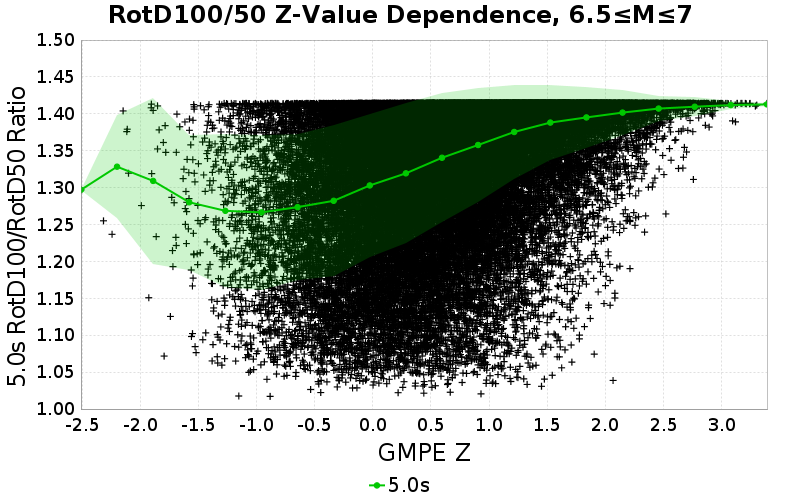 RotD100/50 Z-Value Dependence, 6.5≤M≤7
5.0s RotD100/RotD50 Ratio
1.50
1.45
1.40
1.35
1.30
1.25
1.20
1.15
1.10
1.05
1.00
-2.5 -2.0 -1.5 -1.0 -0.5 0.0 0.5 1.0 1.5 2.0 2.5 3.0
GMPE Z
5.0s